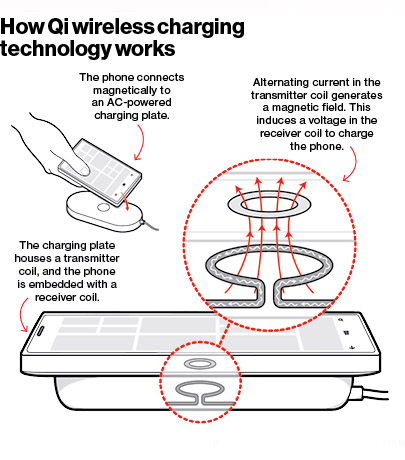 How Qi wireless charging
technology works
The phone connects
magnetically to
an AC-powered
charging plate.
Alternating current in the
transmitter coil generates
a magnetic field. This
induces a voltage in the
receiver coil to charge
the phone.
The charging plate
houses a transmitter
coil, and the phone
is embedded with a
receiver coil.